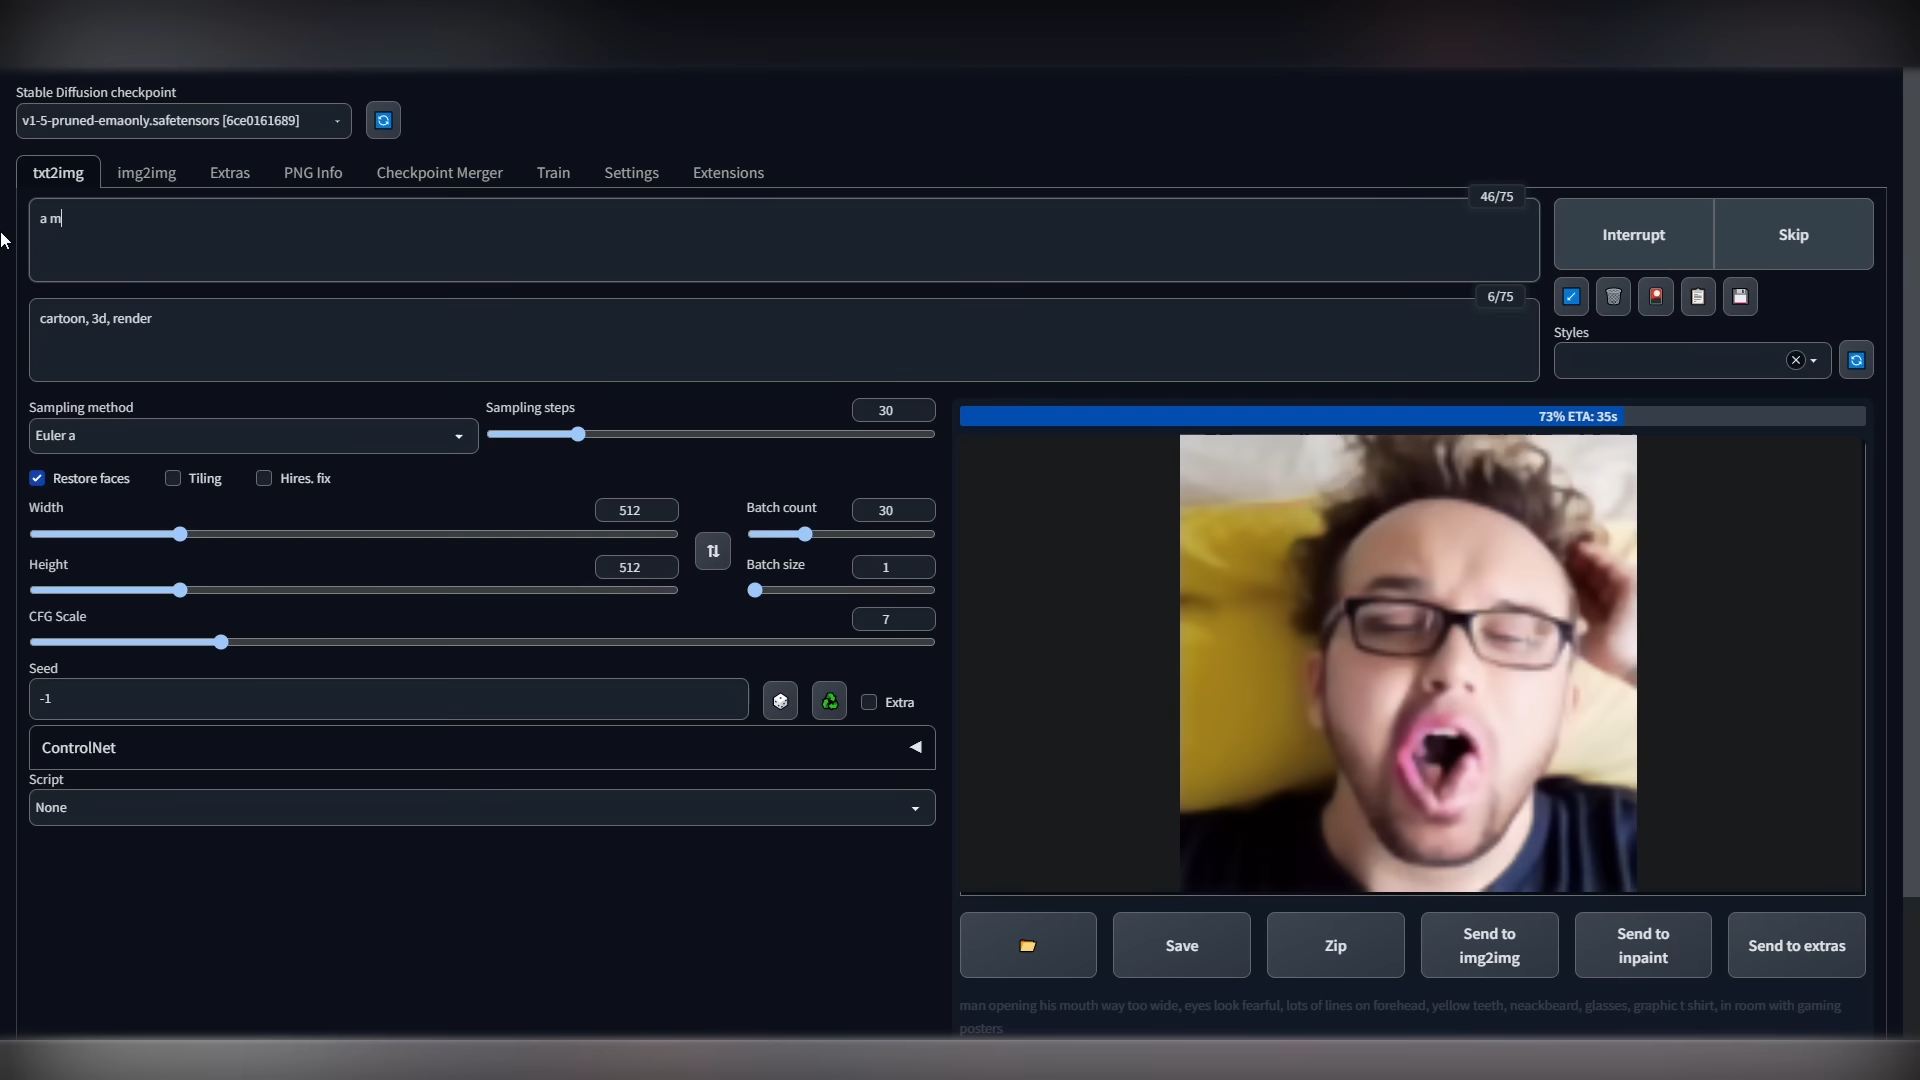 Stable Diffusion checkpoint
v1-5-pruned-emaonly.safetensors [6ce0161689]
txt2img img2img Extras PNG Info Checkpoint Merger Train Settings Extensions
46/75
a m
Interrupt Skip
6/75
cartoon, 3d, render
Styles
Sampling method
Euler a
Sampling steps
30
73% ETA: 35s
Restore faces Tiling Hires. fix
Width
512
Batch count
30
Height
512
Batch size
1
CFG Scale
7
Seed
-1
Extra
ControlNet
Script
None
Save
Zip
Send to
img2img
Send to
inpaint
Send to extras
man opening his mouth way too wide, eyes look fearful, lots of lines on forehead, yellow teeth, neackbeard, glasses, graphic t shirt, in room with gaming
posters